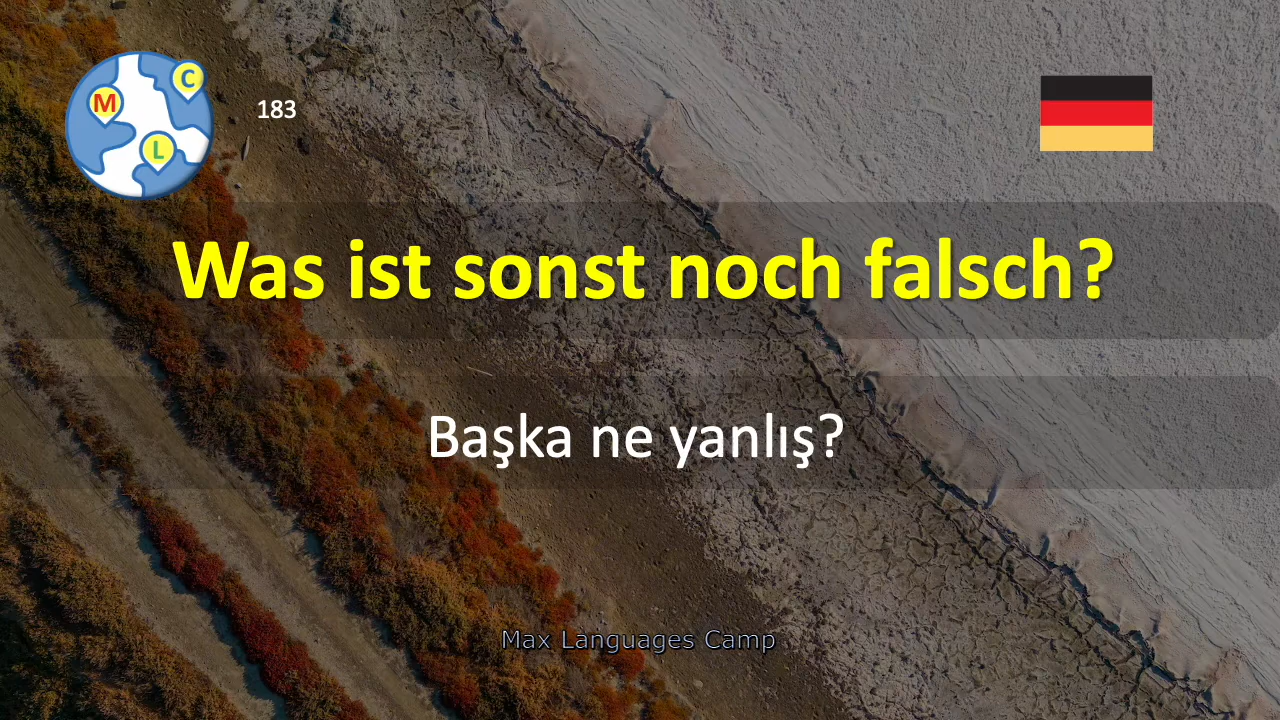 M
C
L
183
Was ist sonst noch falsch?
Başka ne yanlış?
Max Languages Camp